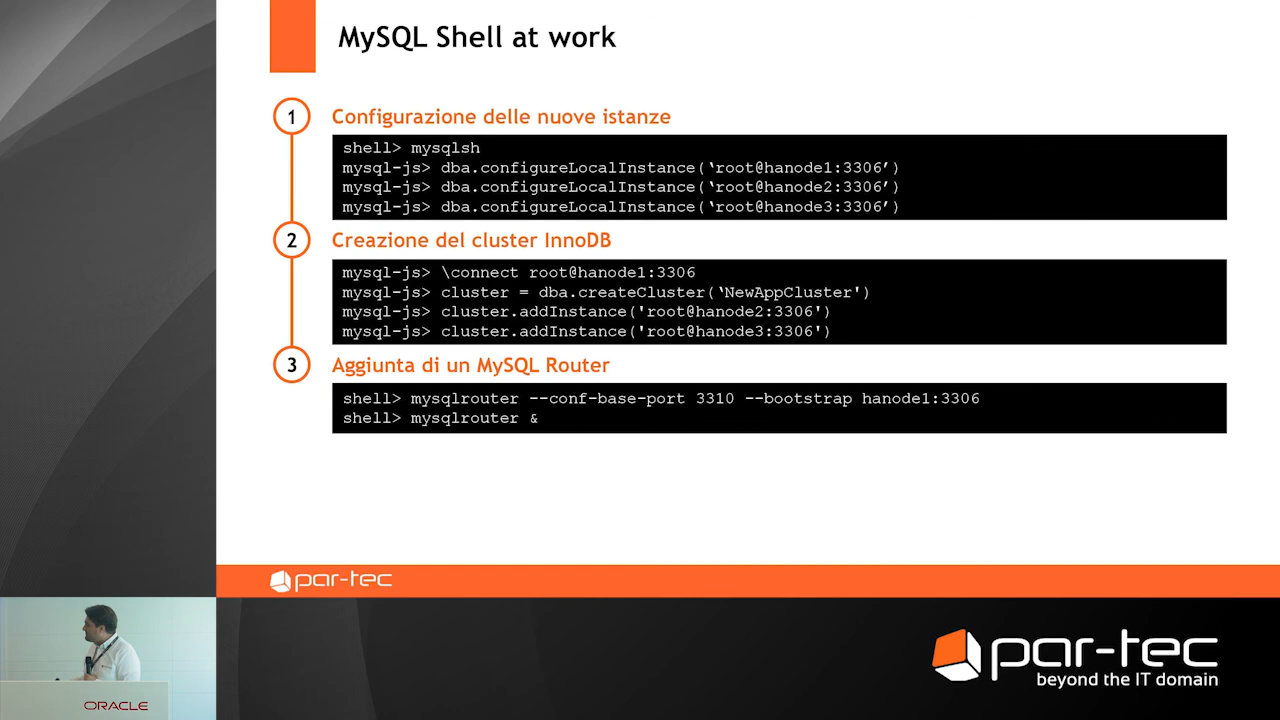 MySQL Shell at work
1
Configurazione delle nuove istanze
shell> mysqlsh
mysql-js> dba.configureLocalInstance(‘root@hanode1:3306’)
mysql-js> dba.configureLocalInstance(‘root@hanode2:3306’)
mysql-js> dba.configureLocalInstance(‘root@hanode3:3306’)
2
Creazione del cluster InnoDB
mysql-js> \connect root@hanode1:3306
mysql-js> cluster = dba.createCluster(‘NewAppCluster')
mysql-js> cluster.addInstance('root@hanode2:3306')
mysql-js> cluster.addInstance('root@hanode3:3306')
3
Aggiunta di un MySQL Router
shell> mysqlrouter --conf-base-port 3310 --bootstrap hanode1:3306
shell> mysqlrouter &
par-tec
ORACLE
par-tec
beyond the IT domain